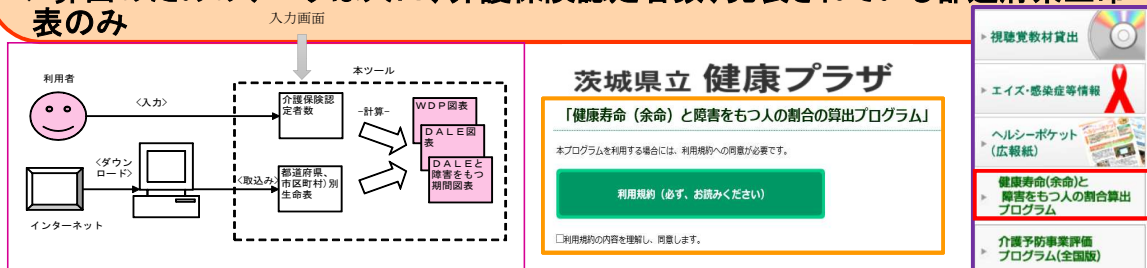 表のみ
入力画面
利用者
<入力>
本ツール
介護保険認
定者数
-計算-
WDP図表
DALE図
表
DALEと
障害をもつ
期間図表
<ダウン
ロード>
<取込み>
都道府県、
市区町村）別
生命表
インターネット
茨城県立 健康プラザ
「健康寿命（余命）と障害をもつ人の割合の算出プログラム」
本プログラムを利用する場合には、利用規約への同意が必要です。
利用規約（必ず、お読みください）
□利用規約の内容を理解し、同意します。
視聴覚教材貸出
エイズ・感染症等情報
ヘルシーポケット
（広報紙）
健康寿命(余命)と
障害をもつ人の割合算出
プログラム
介護予防事業評価
プログラム(全国版)